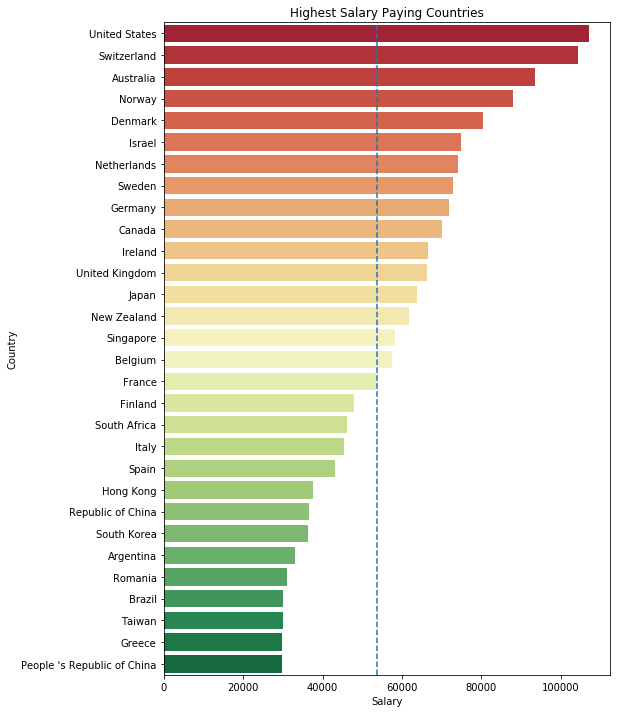 Highest Salary Paying Countries
United States
Switzerland
Australia
Norway
Denmark
Israel
Netherlands
Sweden
Germany
Canada
Ireland
United Kingdom
Japan
New Zealand
Singapore
Belgium
France
Finland
South Africa
Italy
Spain
Hong Kong
Republic of China
South Korea
Argentina
Romania
Brazil
Taiwan
Greece
People 's Republic of China
Country
0 20000 40000 60000 80000 100000
Salary